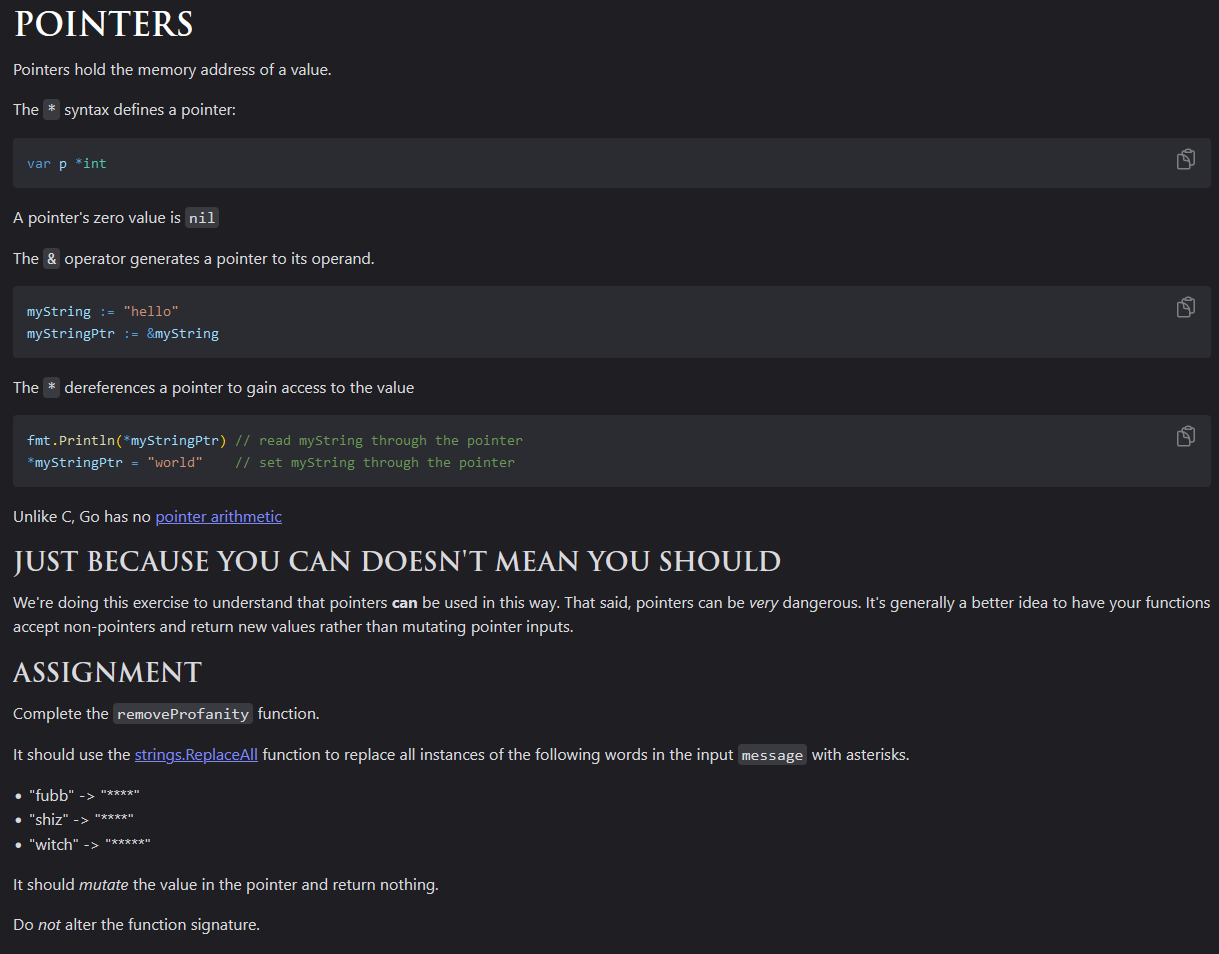 POINTERS
Pointers hold the memory address of a value.
The * syntax defines a pointer:
var p *int
A pointer's zero value is nil
The & operator generates a pointer to its operand.
myString := "hello"
myStringPtr := &myString
The * dereferences a pointer to gain access to the value
fmt.Println(*myStringPtr) // read myString through the pointer
*myStringPtr = "world"    // set myString through the pointer
Unlike C, Go has no pointer arithmetic
JUST BECAUSE YOU CAN DOESN'T MEAN YOU SHOULD
We're doing this exercise to understand that pointers can be used in this way. That said, pointers can be very dangerous. It's generally a better idea to have your functions
accept non-pointers and return new values rather than mutating pointer inputs.
ASSIGNMENT
Complete the removeProfanity function.
It should use the strings.ReplaceAll function to replace all instances of the following words in the input message with asterisks.
• "fubb" -> "****"
• "shiz" -> "****"
• "witch" -> "*****"
It should mutate the value in the pointer and return nothing.
Do not alter the function signature.